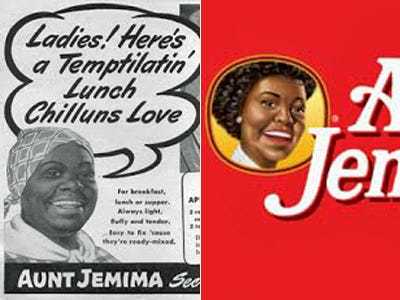 Ladies! Here's
a Temptilatin'
Lunch
Chilluns Love
For breakfast,
lunch or supper.
Always light,
fluffy and tender.
Easy to fix 'cause
they're ready-mixed.
AUNT JEMIMA See
A
Jem
®